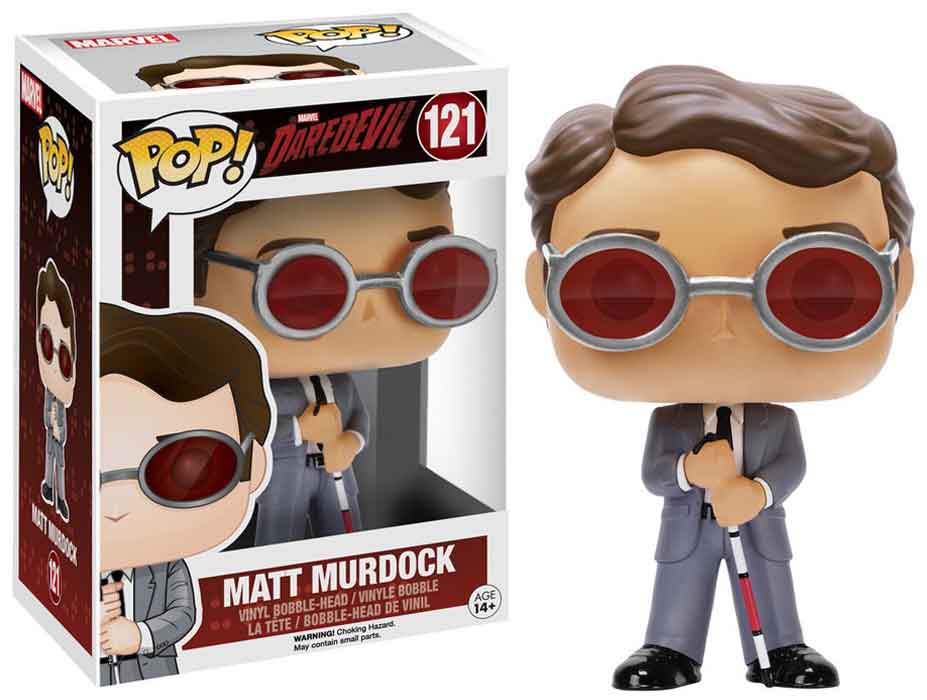 MARVEL
POP!
MARVEL
POP!
MATT MURDOCK
121
POP!
MARVEL
DAREDEVIL
121
MATT MURDOCK
VINYL BOBBLE-HEAD / VINYLE BOBBLE
LA TÊTE / BOBBLE-HEAD DE VINIL
WARNING! Choking Hazard.
May contain small parts.
AGE
14+